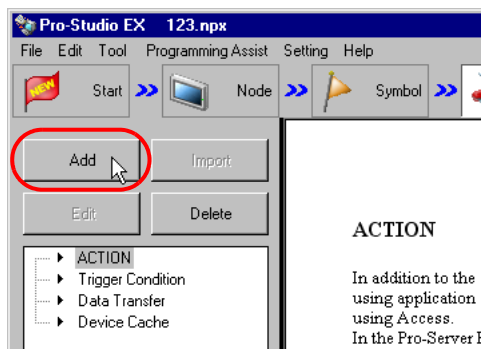 Pro-Studio EX 123.npx
File Edit Tool Programming Assist Setting Help
NEW Start Node Symbol
Add Import
Edit Delete
ACTION
Trigger Condition
Data Transfer
Device Cache
ACTION
In addition to the
using application
using Access.
In the Pro-Server